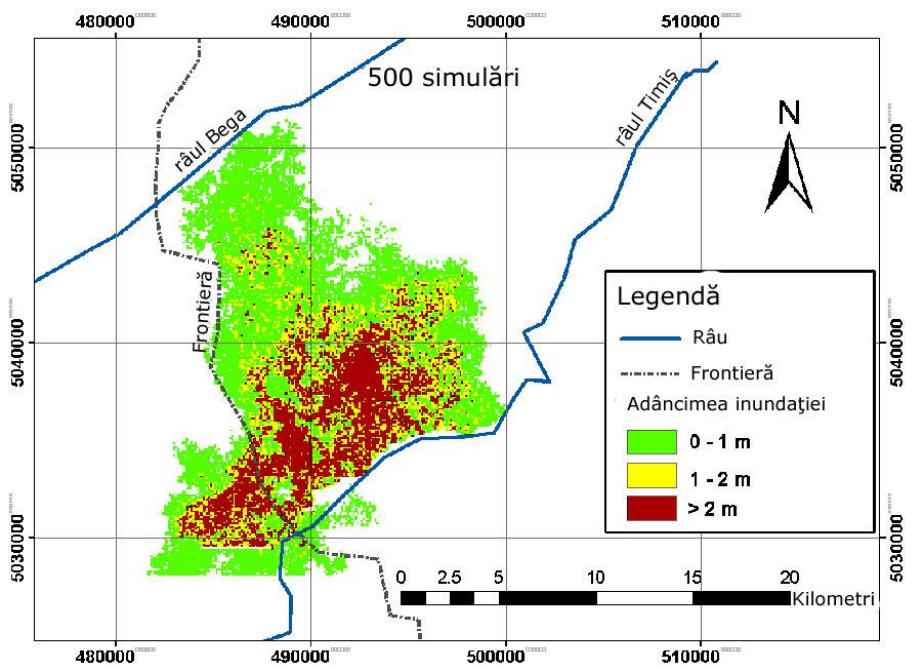 480000 490000 500000 510000
500 simulări
râul Bega
râul Timiș
N
5050000 5050000
Frontieră
Legendă
Râu
Frontieră
Adâncimea inundației
0 - 1 m
1 - 2 m
> 2 m
5040000 5040000
5030000 5030000
0 2.5 5 10 15 20
Kilometri
480000 490000 500000 510000